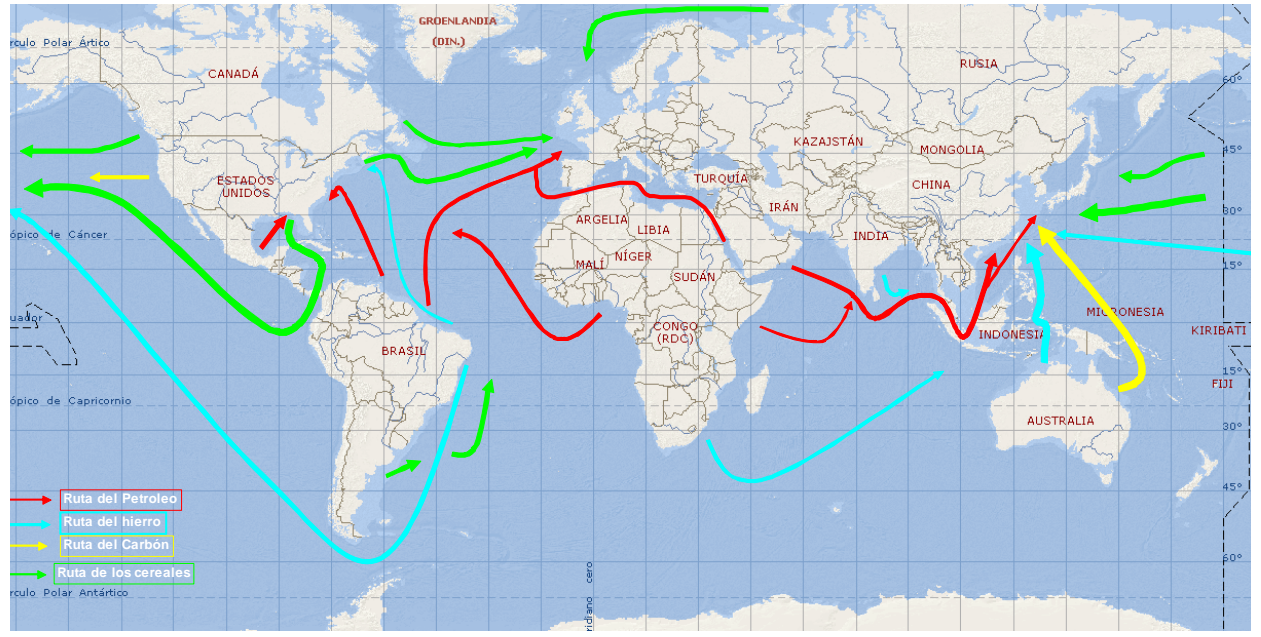 GROENLANDIA
(DIN.)
rculo Polar Ártico
CANADÁ
RUSIA
60°
KAZAJSTÁN
MONGOLIA
45°
ESTADOS
UNIDOS
TURQUÍA
CHINA
IRÁN
30°
ARGELIA
LIBIA
INDIA
ópico de Cáncer
MALÍ
NÍGER
SUDÁN
15°
uador
CONGO
(RDC)
MICRONESIA
INDONESIA
KIRIBATI
BRASIL
15°
FIJI
ópico de Capricornio
AUSTRALIA
30°
45°
Ruta del Petroleo
Ruta del hierro
Ruta del Carbón
60°
Ruta de los cereales
rculo Polar Antártico
ridiano cero